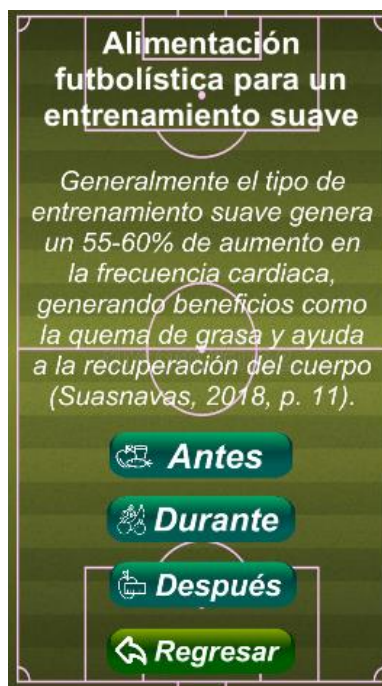 Alimentación
futbolística para un
entrenamiento suave
Generalmente el tipo de
entrenamiento suave genera
un 55-60% de aumento en
la frecuencia cardiaca,
generando beneficios como
la quema de grasa y ayuda
a la recuperación del cuerpo
(Suasnavas, 2018, p. 11).
Antes
Durante
Después
Regresar